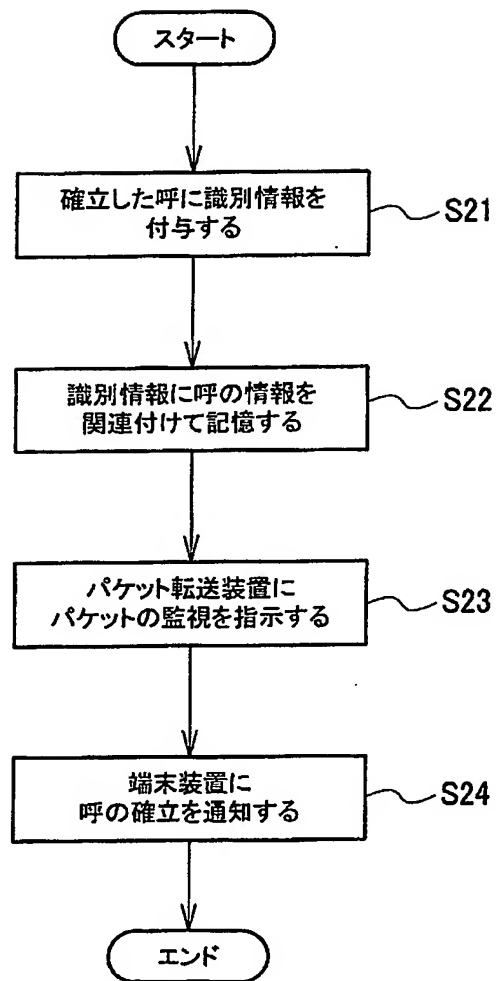 スタート
確立した呼に識別情報を
付与する
S21
識別情報に呼の情報を
関連付けて記憶する
S22
パケット転送装置に
パケットの監視を指示する
S23
端末装置に
呼の確立を通知する
S24
エンド